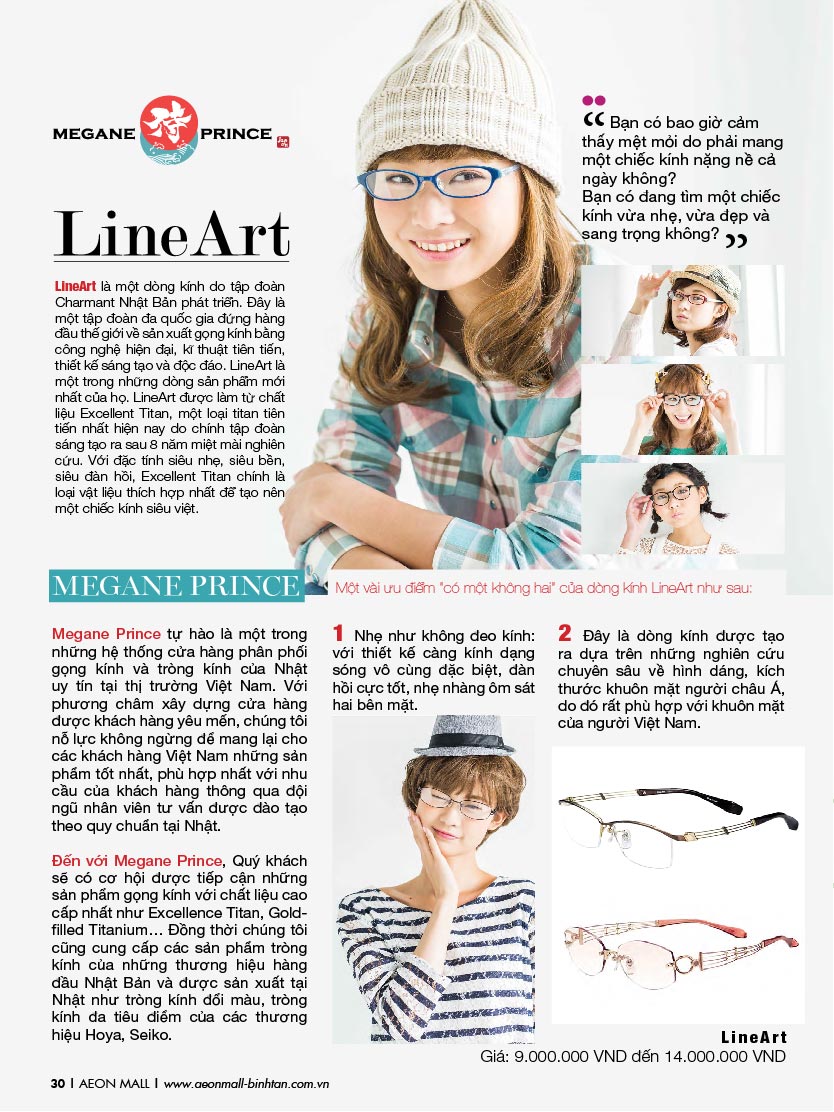 MEGANE PRINCE
LineArt
LineArt là một dòng kính do tập đoàn
Charmant Nhật Bản phát triển. Đây là
một tập đoàn đa quốc gia đứng hàng
đầu thế giới về sản xuất gọng kính bằng
công nghệ hiện đại, kĩ thuật tiên tiến,
thiết kế sáng tạo và độc đáo. LineArt là
một trong những dòng sản phẩm mới
nhất của họ. LineArt được làm từ chất
liệu Excellent Titan, một loại titan tiên
tiến nhất hiện nay do chính tập đoàn
sáng tạo ra sau 8 năm miệt mài nghiên
cứu. Với đặc tính siêu nhẹ, siêu bền,
siêu đàn hồi, Excellent Titan chính là
loại vật liệu thích hợp nhất để tạo nên
một chiếc kính siêu việt.
“ Bạn có bao giờ cảm
thấy mệt mỏi do phải mang
một chiếc kính nặng nề cả
ngày không?
Bạn có đang tìm một chiếc
kính vừa nhẹ, vừa đẹp và
sang trọng không? ”
MEGANE PRINCE
Megane Prince tự hào là một trong
những hệ thống cửa hàng phân phối
gọng kính và tròng kính của Nhật
uy tín tại thị trường Việt Nam. Với
phương châm xây dựng cửa hàng
được khách hàng yêu mến, chúng tôi
nỗ lực không ngừng để mang lại cho
các khách hàng Việt Nam những sản
phẩm tốt nhất, phù hợp nhất với nhu
cầu của khách hàng thông qua đội
ngũ nhân viên tư vấn được đào tạo
theo quy chuẩn tại Nhật.
Đến với Megane Prince, Quý khách
sẽ có cơ hội được tiếp cận những
sản phẩm gọng kính với chất liệu cao
cấp nhất như Excellence Titan, Gold-
filled Titanium… Đồng thời chúng tôi
cũng cung cấp các sản phẩm tròng
kính của những thương hiệu hàng
đầu Nhật Bản và được sản xuất tại
Nhật như tròng kính đổi màu, tròng
kính đa tiêu điểm của các thương
hiệu Hoya, Seiko.
Một vài ưu điểm "có một không hai" của dòng kính LineArt như sau:
1 Nhẹ như không đeo kính:
với thiết kế càng kính dạng
sóng vô cùng đặc biệt, đàn
hồi cực tốt, nhẹ nhàng ôm sát
hai bên mặt.
2 Đây là dòng kính được tạo
ra dựa trên những nghiên cứu
chuyên sâu về hình dáng, kích
thước khuôn mặt người châu Á,
do đó rất phù hợp với khuôn mặt
của người Việt Nam.
LineArt
Giá: 9.000.000 VND đến 14.000.000 VND
30 | AEON MALL | www.aeonmall-binhtan.com.vn